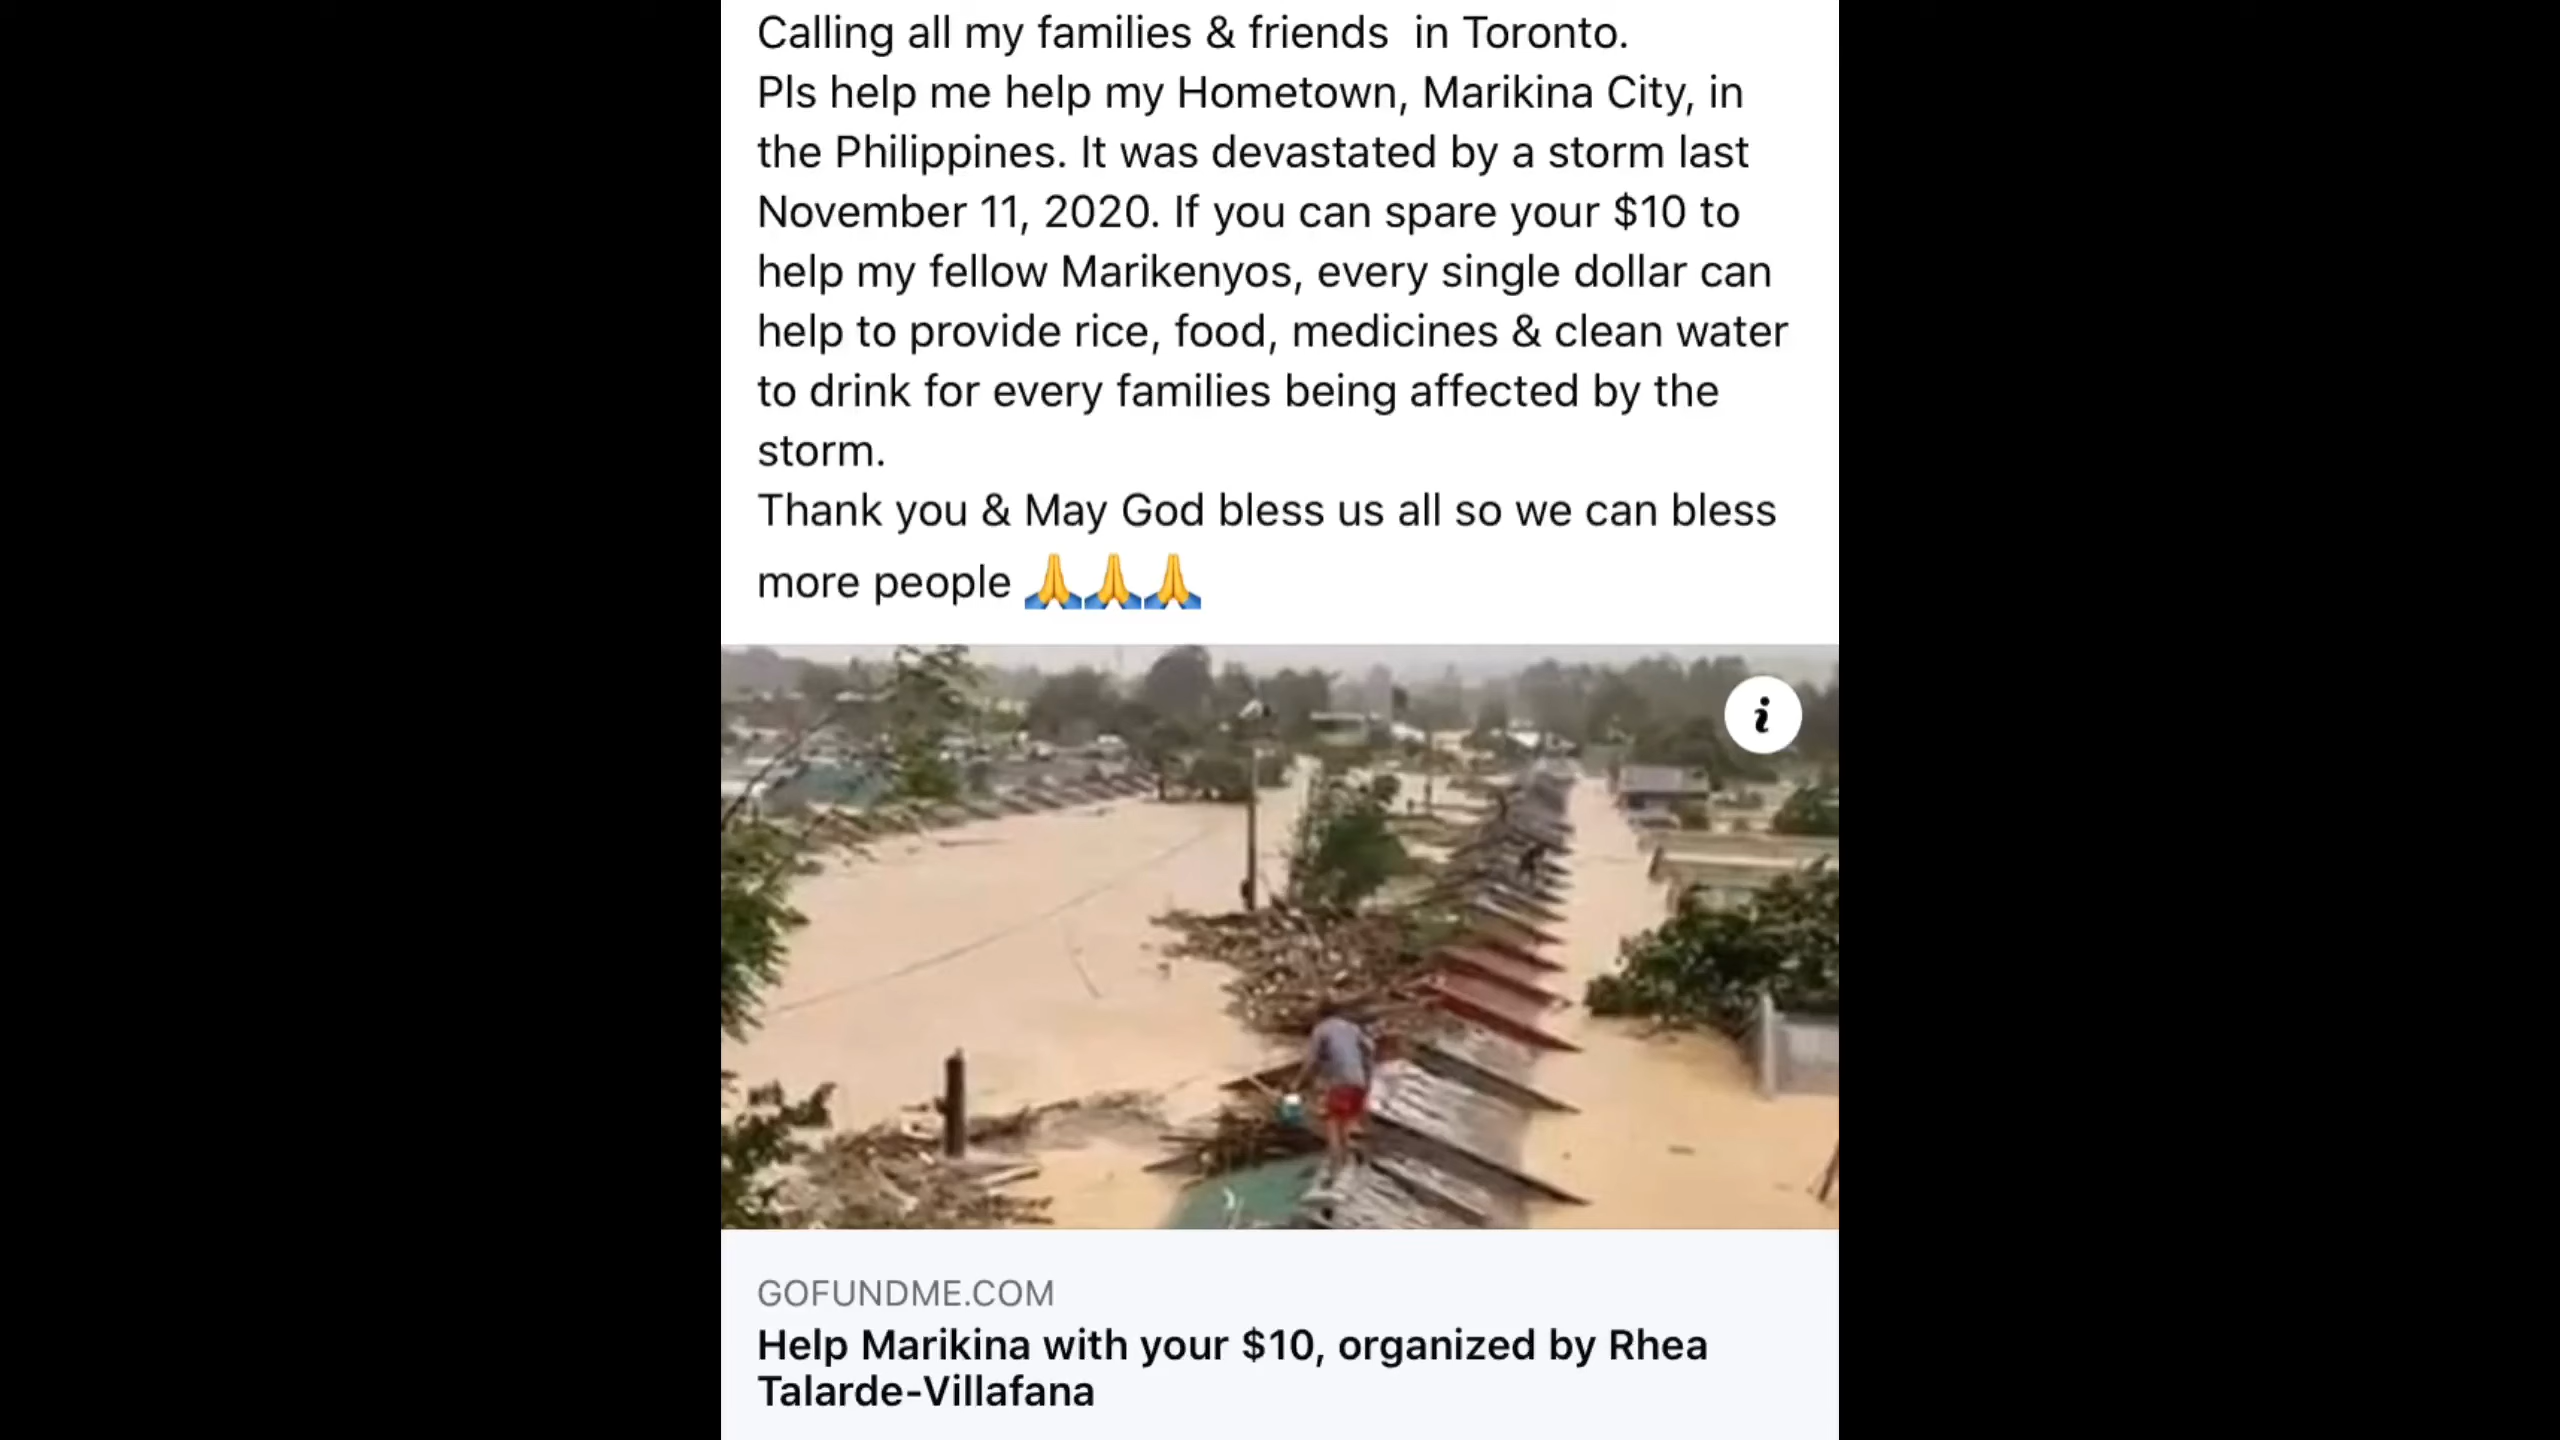 Calling all my families & friends  in Toronto.
Pls help me help my Hometown, Marikina City, in
the Philippines. It was devastated by a storm last
November 11, 2020. If you can spare your $10 to
help my fellow Marikenyos, every single dollar can
help to provide rice, food, medicines & clean water
to drink for every families being affected by the
storm.
Thank you & May God bless us all so we can bless
more people 🙏🙏🙏
i
GOFUNDME.COM
Help Marikina with your $10, organized by Rhea
Talarde-Villafana